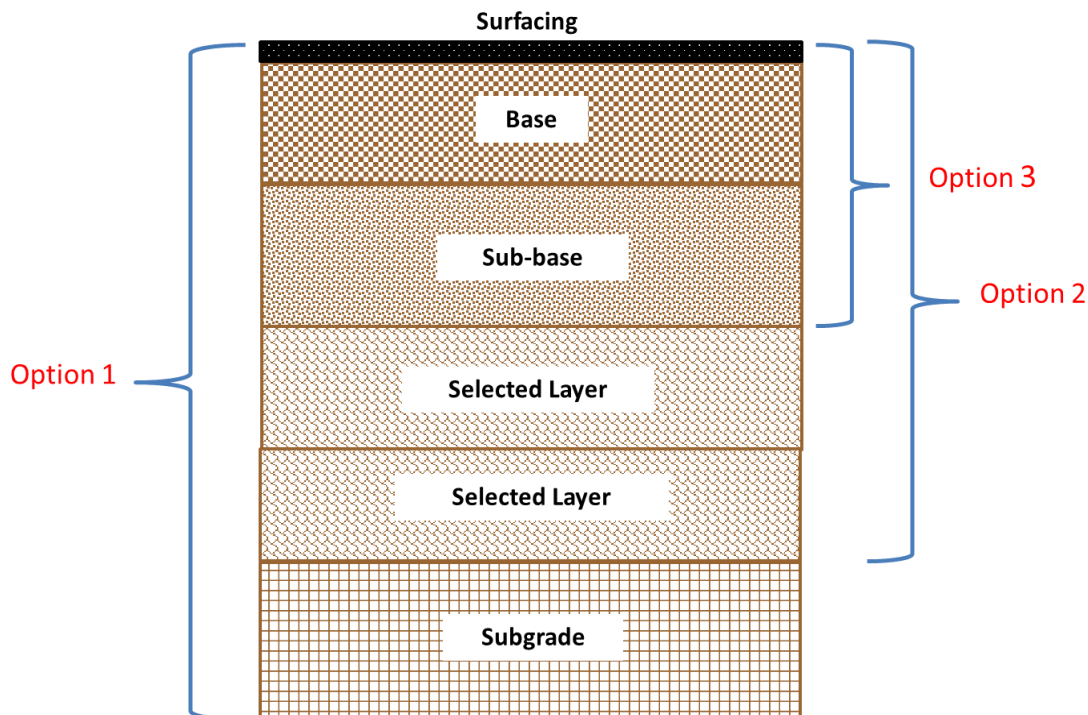 Surfacing
Base
Option 3
Sub-base
Option 2
Option 1
Selected Layer
Selected Layer
Subgrade